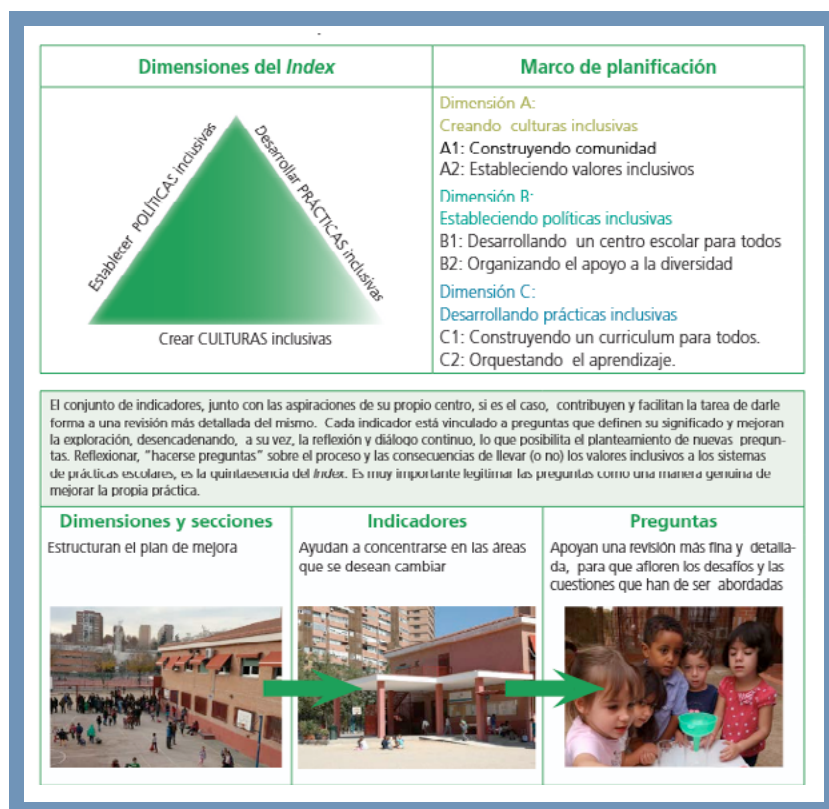 Dimensiones del Index
Marco de planificación
Establecer POLÍTICAS inclusivas
Desarrollar PRÁCTICAS inclusivas
Crear CULTURAS inclusivas
Dimensión A:
Creando culturas inclusivas
A1: Construyendo comunidad
A2: Estableciendo valores inclusivos
Dimensión B:
Estableciendo políticas inclusivas
B1: Desarrollando un centro escolar para todos
B2: Organizando el apoyo a la diversidad
Dimensión C:
Desarrollando prácticas inclusivas
C1: Construyendo un curriculum para todos.
C2: Orquestando el aprendizaje.
El conjunto de indicadores, junto con las aspiraciones de su propio centro, si es el caso, contribuyen y facilitan la tarea de darle
forma a una revisión más detallada del mismo. Cada indicador está vinculado a preguntas que definen su significado y mejoran
la exploración, desencadenando, a su vez, la reflexión y diálogo continuo, lo que posibilita el planteamiento de nuevas pregun-
tas. Reflexionar, "hacerse preguntas" sobre el proceso y las consecuencias de llevar (o no) los valores inclusivos a los sistemas
de prácticas escolares, es la quintaesencia del Index. Es muy importante legitimar las preguntas como una manera genuina de
mejorar la propia práctica.
Dimensiones y secciones
Estructuran el plan de mejora
Indicadores
Ayudan a concentrarse en las áreas
que se desean cambiar
Preguntas
Apoyan una revisión más fina y detalla-
da, para que afloren los desafíos y las
cuestiones que han de ser abordadas